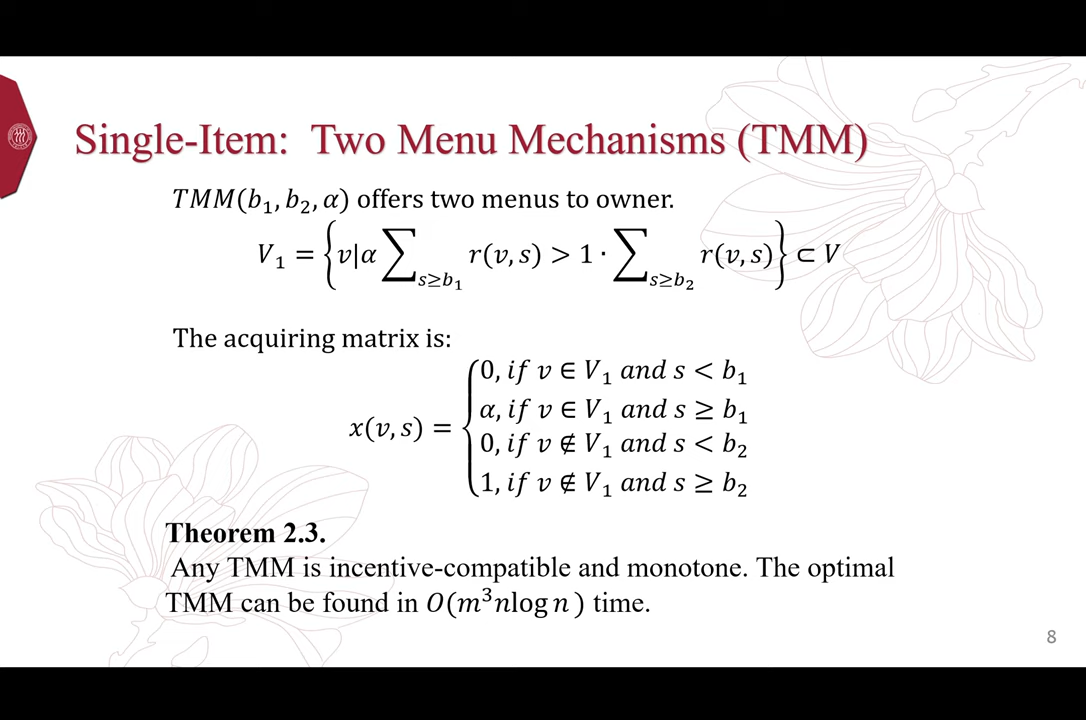 Single-Item: Two Menu Mechanisms (TMM)
𝑇𝑀𝑀(𝑏₁, 𝑏₂, 𝛼) offers two menus to owner.
𝑉₁ = {𝑣|𝛼 ∑_{𝑠≥𝑏₁} 𝑟(𝑣, 𝑠) > 1 · ∑_{𝑠≥𝑏₂} 𝑟(𝑣, 𝑠)} ⊂ 𝑉
The acquiring matrix is:
𝑥(𝑣, 𝑠) = {
0, 𝑖𝑓 𝑣 ∈ 𝑉₁ 𝑎𝑛𝑑 𝑠 < 𝑏₁
𝛼, 𝑖𝑓 𝑣 ∈ 𝑉₁ 𝑎𝑛𝑑 𝑠 ≥ 𝑏₁
0, 𝑖𝑓 𝑣 ∉ 𝑉₁ 𝑎𝑛𝑑 𝑠 < 𝑏₂
1, 𝑖𝑓 𝑣 ∉ 𝑉₁ 𝑎𝑛𝑑 𝑠 ≥ 𝑏₂
Theorem 2.3.
Any TMM is incentive-compatible and monotone. The optimal
TMM can be found in 𝑂(𝑚³𝑛log 𝑛) time.
8